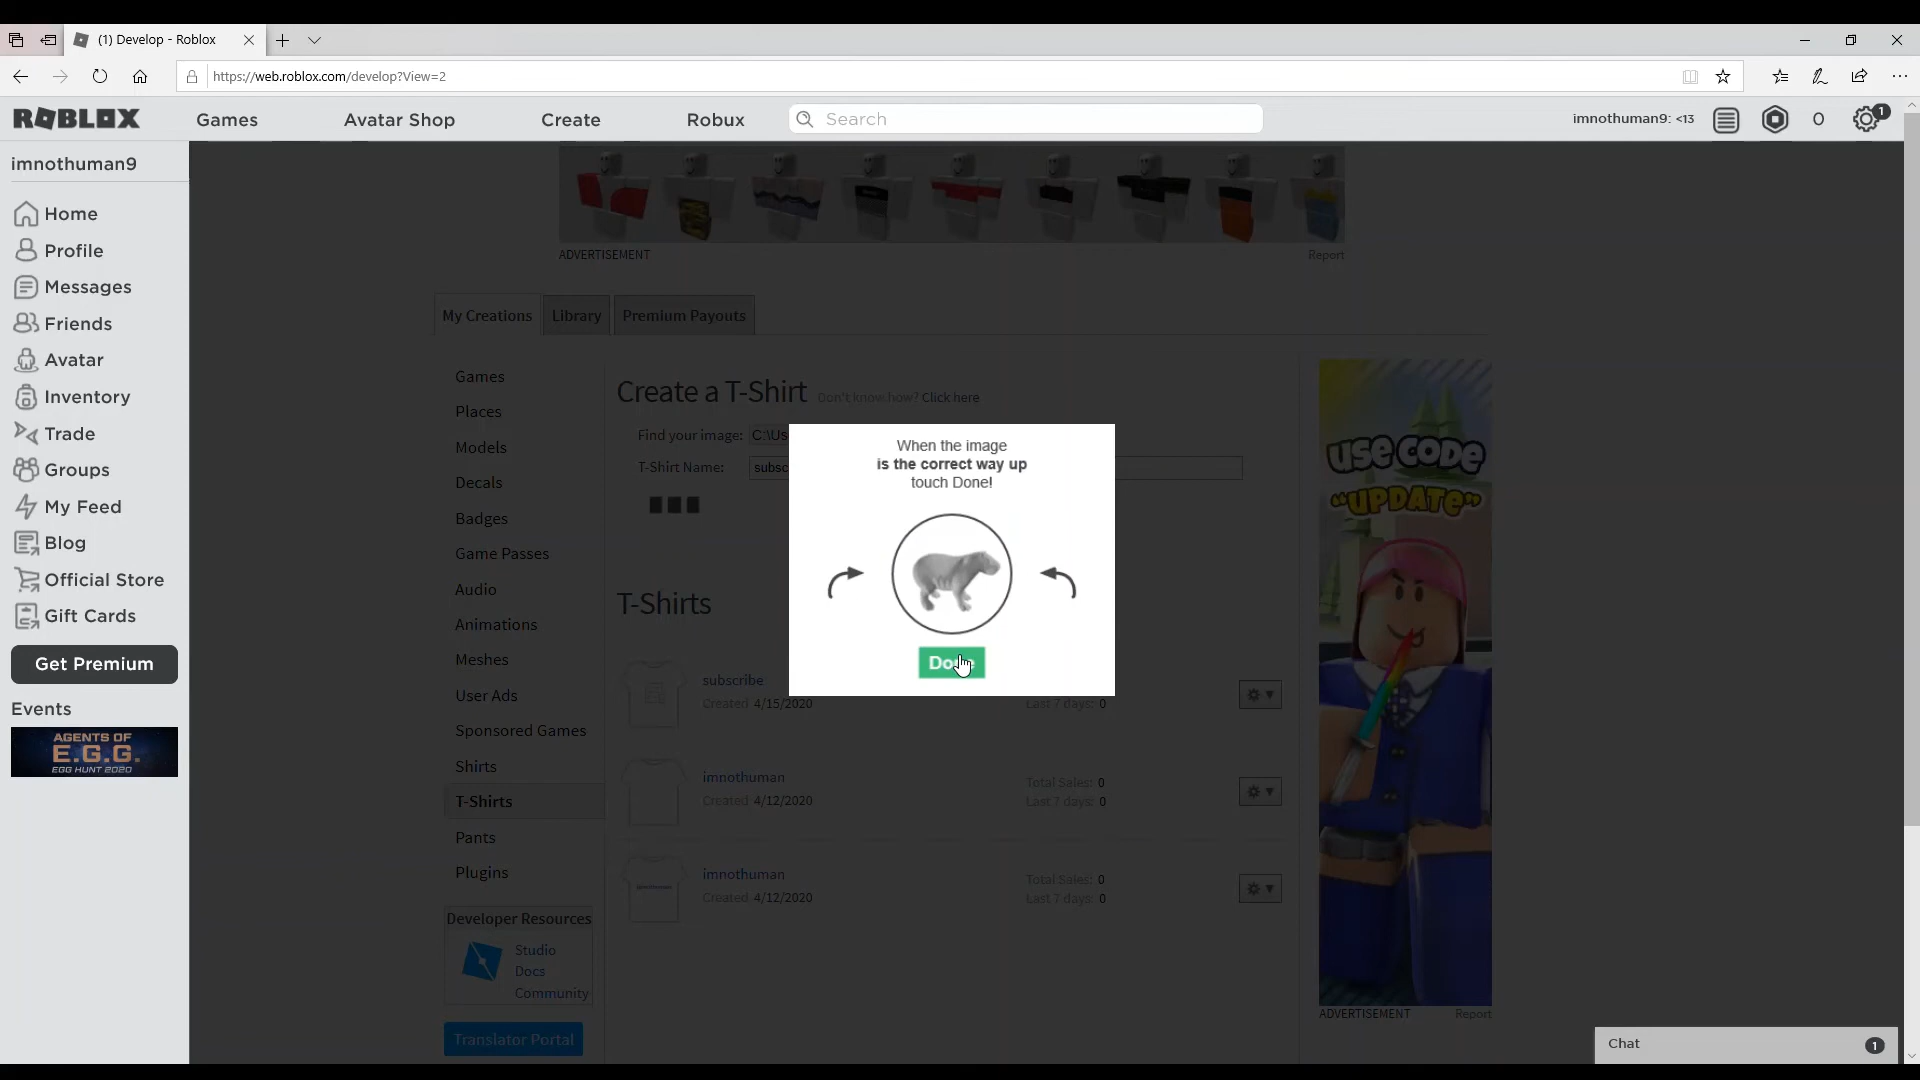 (1) Develop - Roblox
https://web.roblox.com/develop?View=2
ROBLOX
Games
Avatar Shop
Create
Robux
Search
imnothuman9: <13
0
1
imnothuman9
Home
Profile
Messages
Friends
Avatar
Inventory
Trade
Groups
My Feed
Blog
Official Store
Gift Cards
Get Premium
Events
AGENTS OF
E.G.G.
EGG HUNT 2020
ADVERTISEMENT
Report
My Creations
Library
Premium Payouts
Games
Places
Models
Decals
Badges
Game Passes
Audio
Animations
Meshes
User Ads
Sponsored Games
Shirts
T-Shirts
Pants
Plugins
Developer Resources
Studio
Docs
Community
Translator Portal
Create a T-Shirt
Don't know how? Click here
Find your image: C:\Us
T-Shirt Name: subsc
When the image
is the correct way up
touch Done!
T-Shirts
subscribe
Created 4/15/2020
Last 7 days: 0
imnothuman
Created 4/12/2020
Total Sales: 0
Last 7 days: 0
imnothuman
Created 4/12/2020
Total Sales: 0
Last 7 days: 0
USE CODE
"UPDATE"
ADVERTISEMENT
Report
Chat
1